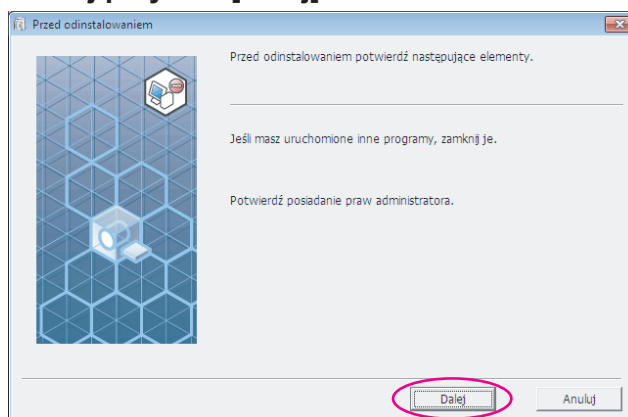 Przed odinstalowaniem
Przed odinstalowaniem potwierdź następujące elementy.
Jeśli masz uruchomione inne programy, zamknij je.
Potwierdź posiadanie praw administratora.
Dalej
Anuluj